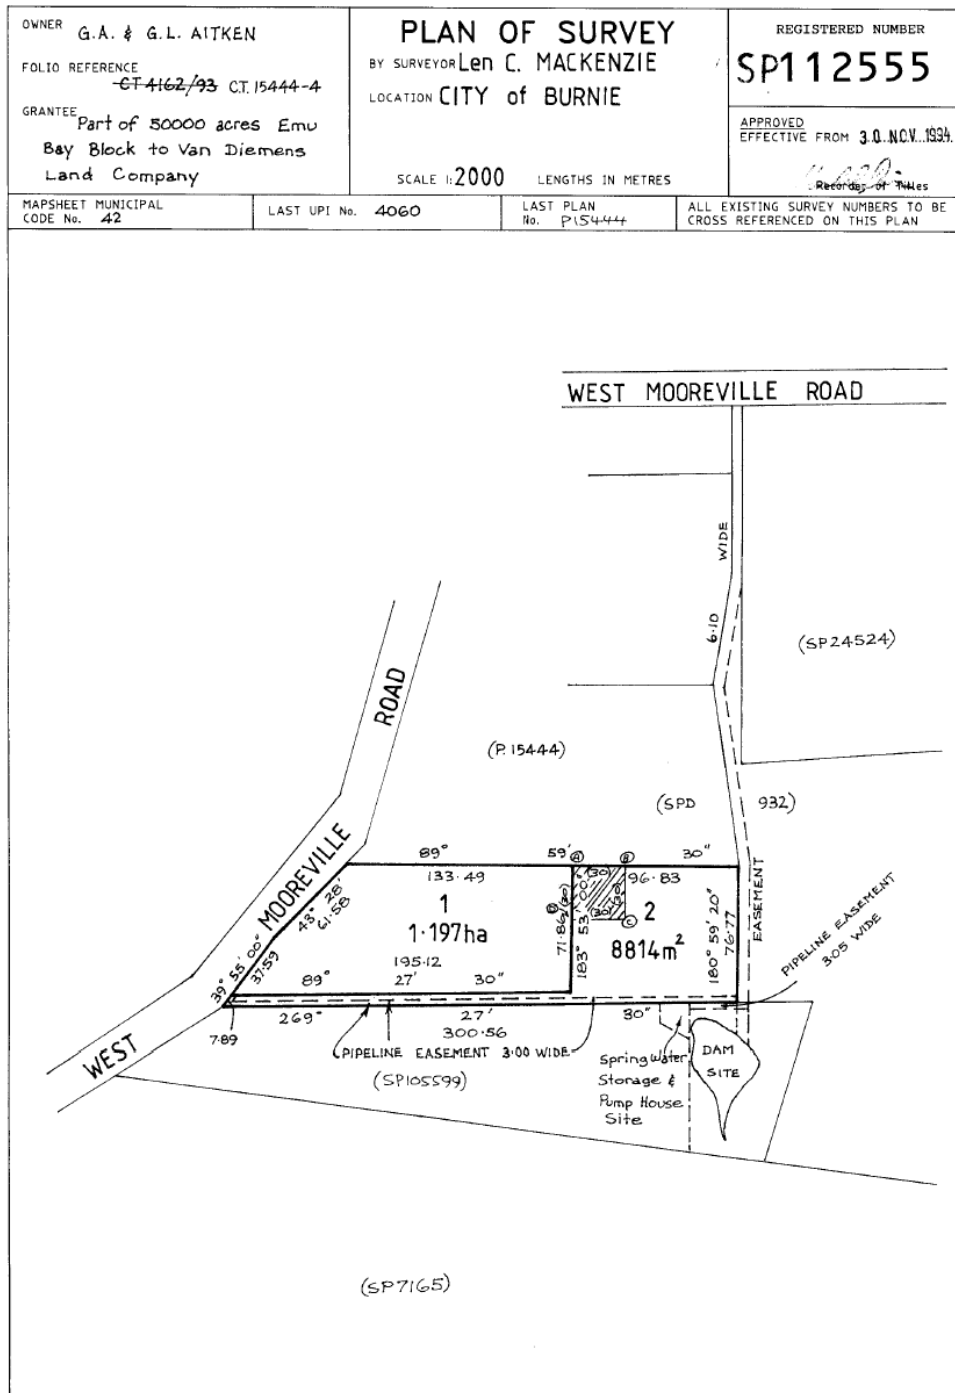 OWNER G.A. & G.L. AITKEN
FOLIO REFERENCE
CT 4162/93 C.T. 15444-4
GRANTEE Part of 50000 acres Emu
Bay Block to Van Diemens
Land Company
PLAN OF SURVEY
BY SURVEYOR Len C. MACKENZIE
LOCATION CITY of BURNIE
SCALE 1:2000 LENGTHS IN METRES
REGISTERED NUMBER
SP112555
APPROVED
EFFECTIVE FROM 30 NOV 1994
Recorder of Titles
MAPSHEET MUNICIPAL
CODE No. 42
LAST UPI No. 4060
LAST PLAN
No. P15444
ALL EXISTING SURVEY NUMBERS TO BE
CROSS REFERENCED ON THIS PLAN
WEST MOOREVILLE ROAD
6.10 WIDE
(SP24524)
(P.15444)
(SPD 932)
WEST MOOREVILLE ROAD
89° 59' 30"
133.49
96.83
A
B
C
D
(30)
(30)
(30)
(30)
43° 28'
61.58
39° 55' 00"
37.59
1
1.197ha
2
8814m²
71.86
183° 53' 00"
180° 59' 20"
76.77
195.12
89° 27' 30"
269° 27' 30"
300.56
7.89
EASEMENT
PIPELINE EASEMENT
3.05 WIDE
PIPELINE EASEMENT 3.00 WIDE
(SP105599)
Spring Water
Storage &
Pump House
Site
DAM
SITE
(SP7165)